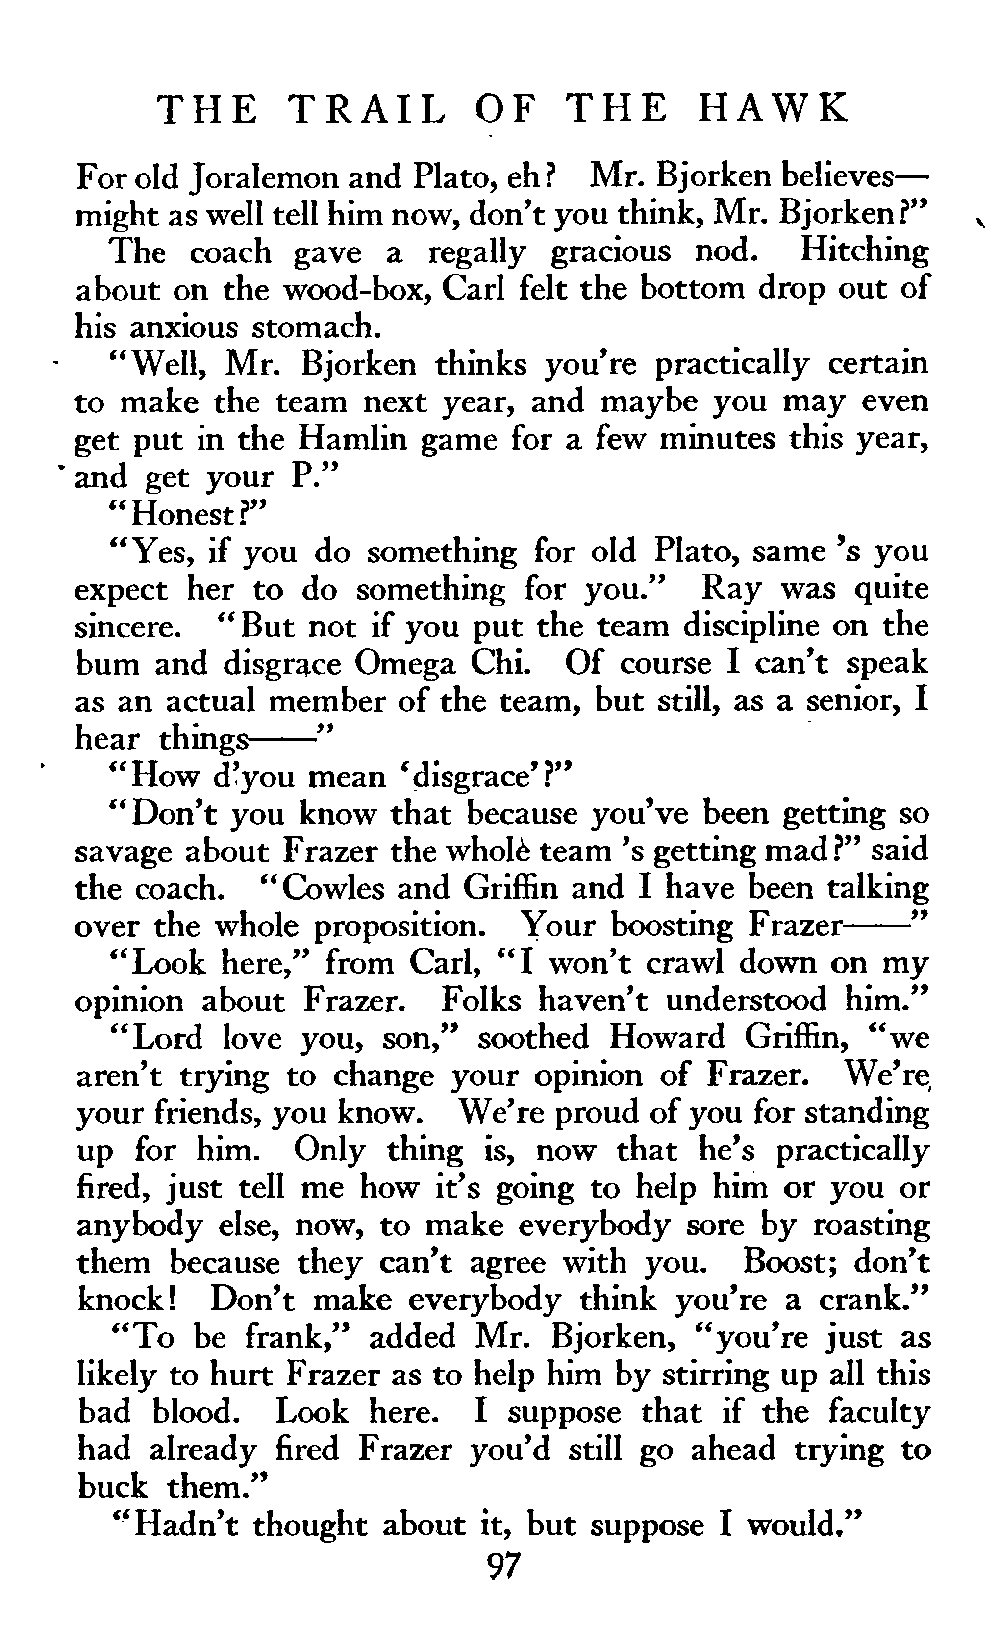 THE TRAIL OF THE HAWK
For old Joralemon and Plato, eh? Mr. Bjorken believes—
might as well tell him now, don't you think, Mr. Bjorken?"
The coach gave a regally gracious nod. Hitching
about on the wood-box, Carl felt the bottom drop out of
his anxious stomach.
"Well, Mr. Bjorken thinks you're practically certain
to make the team next year, and maybe you may even
get put in the Hamlin game for a few minutes this year,
and get your P."
"Honest?"
"Yes, if you do something for old Plato, same 's you
expect her to do something for you." Ray was quite
sincere. "But not if you put the team discipline on the
bum and disgrace Omega Chi. Of course I can't speak
as an actual member of the team, but still, as a senior, I
hear things——"
"How d'you mean 'disgrace'?"
"Don't you know that because you've been getting so
savage about Frazer the whole team 's getting mad?" said
the coach. "Cowles and Griffin and I have been talking
over the whole proposition. Your boosting Frazer——"
"Look here," from Carl, "I won't crawl down on my
opinion about Frazer. Folks haven't understood him."
"Lord love you, son," soothed Howard Griffin, "we
aren't trying to change your opinion of Frazer. We're
your friends, you know. We're proud of you for standing
up for him. Only thing is, now that he's practically
fired, just tell me how it's going to help him or you or
anybody else, now, to make everybody sore by roasting
them because they can't agree with you. Boost; don't
knock! Don't make everybody think you're a crank."
"To be frank," added Mr. Bjorken, "you're just as
likely to hurt Frazer as to help him by stirring up all this
bad blood. Look here. I suppose that if the faculty
had already fired Frazer you'd still go ahead trying to
buck them."
"Hadn't thought about it, but suppose I would."
97